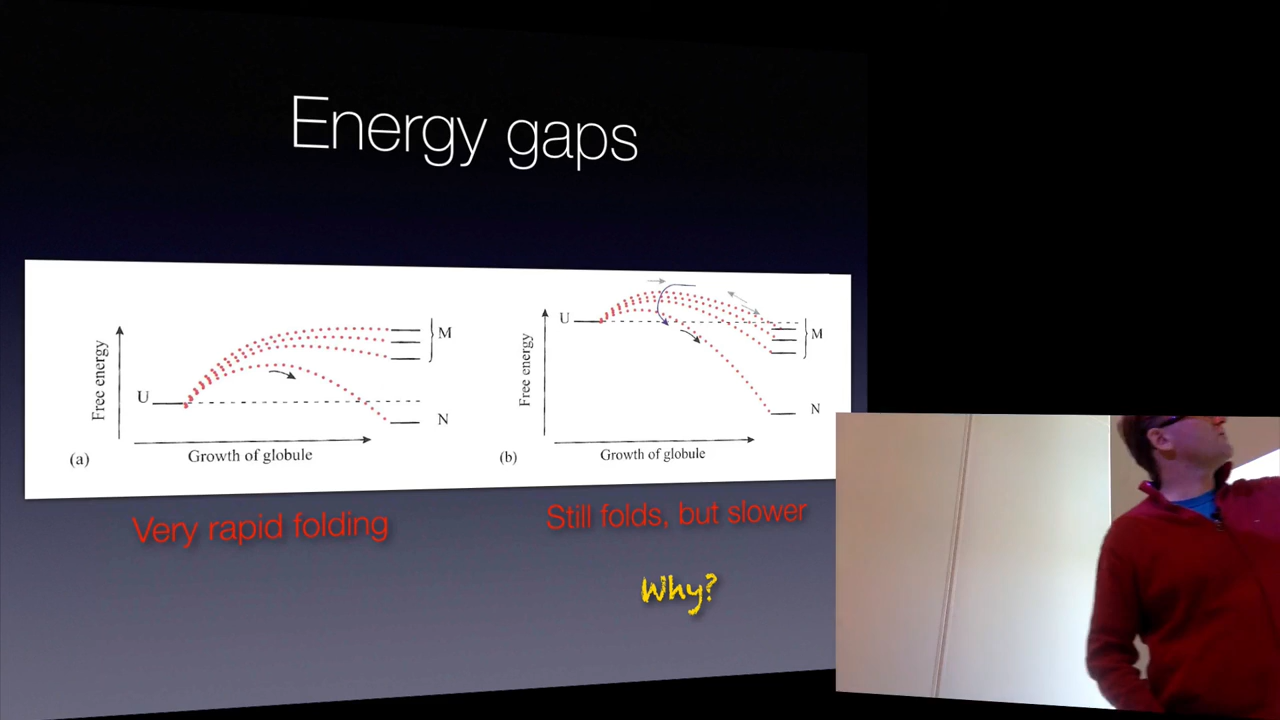 Energy gaps
Free energy
U
M
N
Growth of globule
(a)
Free energy
U
M
N
Growth of globule
(b)
Very rapid folding
Still folds, but slower
Why?